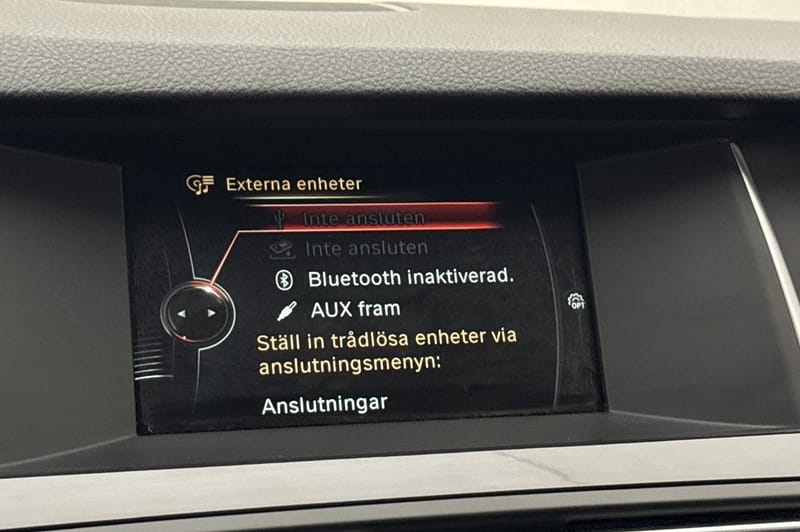 Externa enheter
Inte ansluten
Inte ansluten
Bluetooth inaktiverad.
AUX fram
OPT
Ställ in trådlösa enheter via
anslutningsmenyn:
Anslutningar